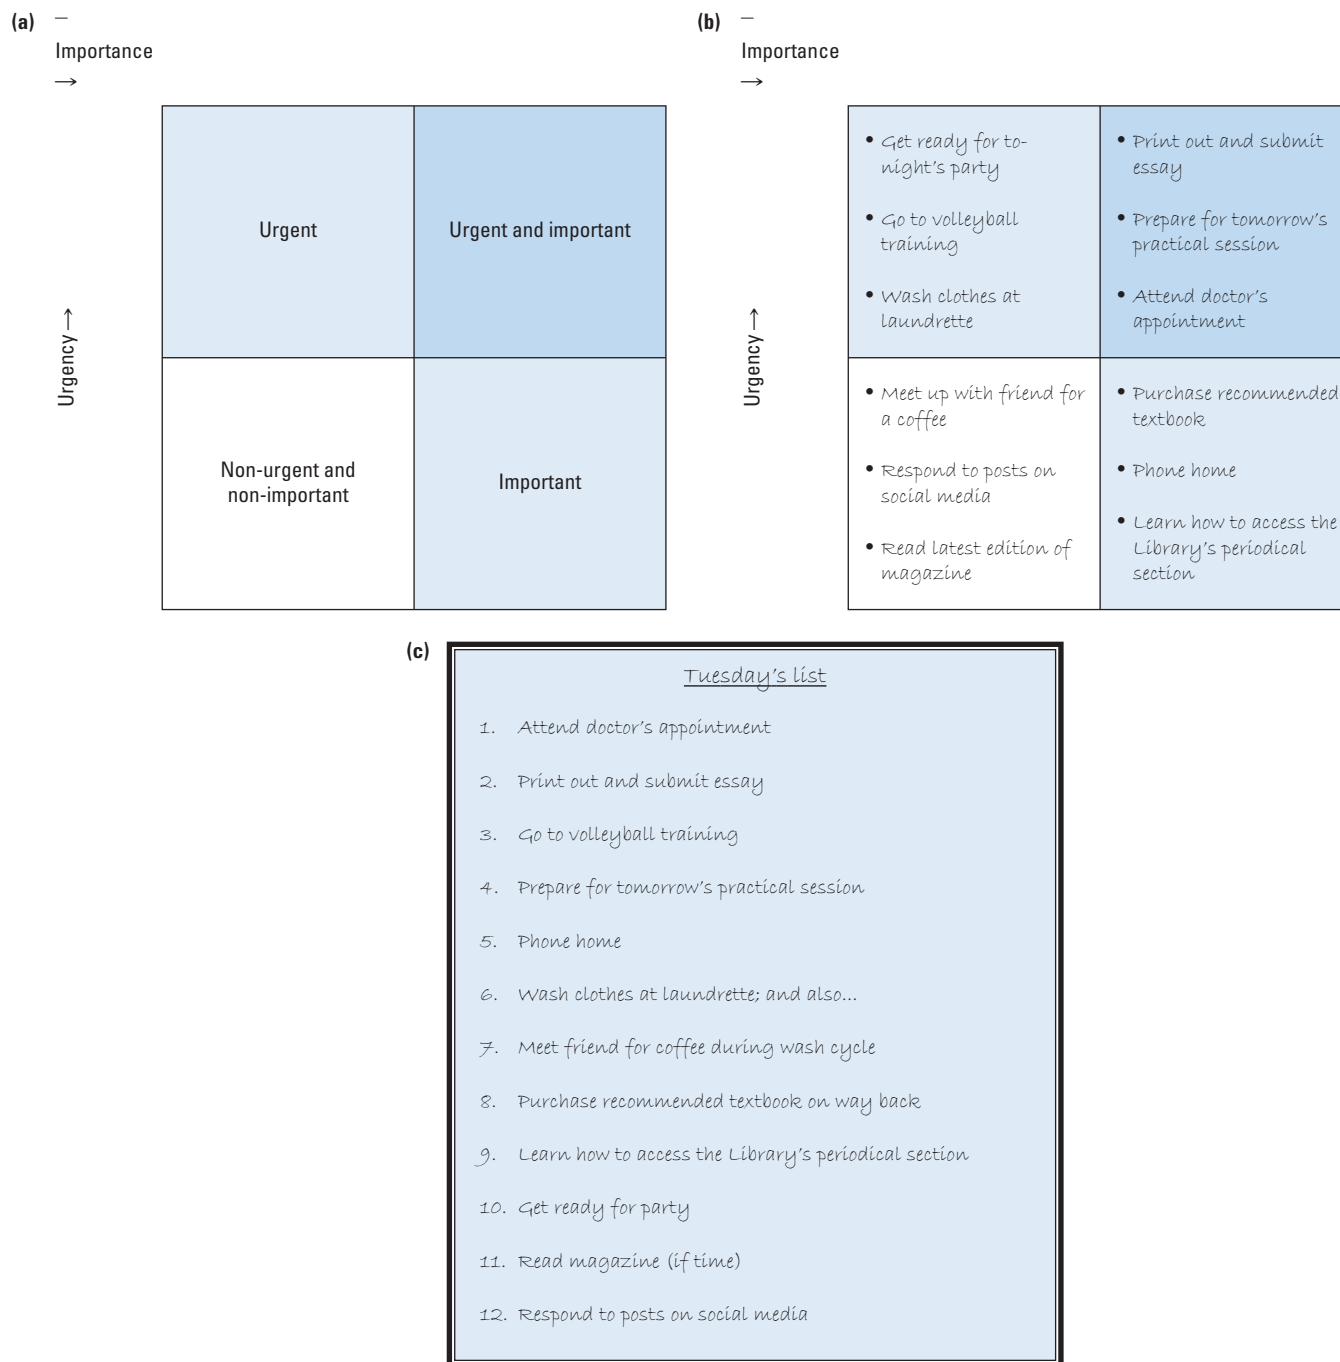 (a) –
Importance
→
Urgency →
Urgent
Urgent and important
Non-urgent and
non-important
Important
(b) –
Importance
→
Urgency →
• Get ready for to-
night's party
• Go to volleyball
training
• Wash clothes at
laundrette
• Print out and submit
essay
• Prepare for tomorrow's
practical session
• Attend doctor's
appointment
• Meet up with friend for
a coffee
• Respond to posts on
social media
• Read latest edition of
magazine
• Purchase recommended
textbook
• Phone home
• Learn how to access the
Library's periodical
section
(c)
Tuesday's list
1. Attend doctor's appointment
2. Print out and submit essay
3. Go to volleyball training
4. Prepare for tomorrow's practical session
5. Phone home
6. Wash clothes at laundrette; and also...
7. Meet friend for coffee during wash cycle
8. Purchase recommended textbook on way back
9. Learn how to access the Library's periodical section
10. Get ready for party
11. Read magazine (if time)
12. Respond to posts on social media